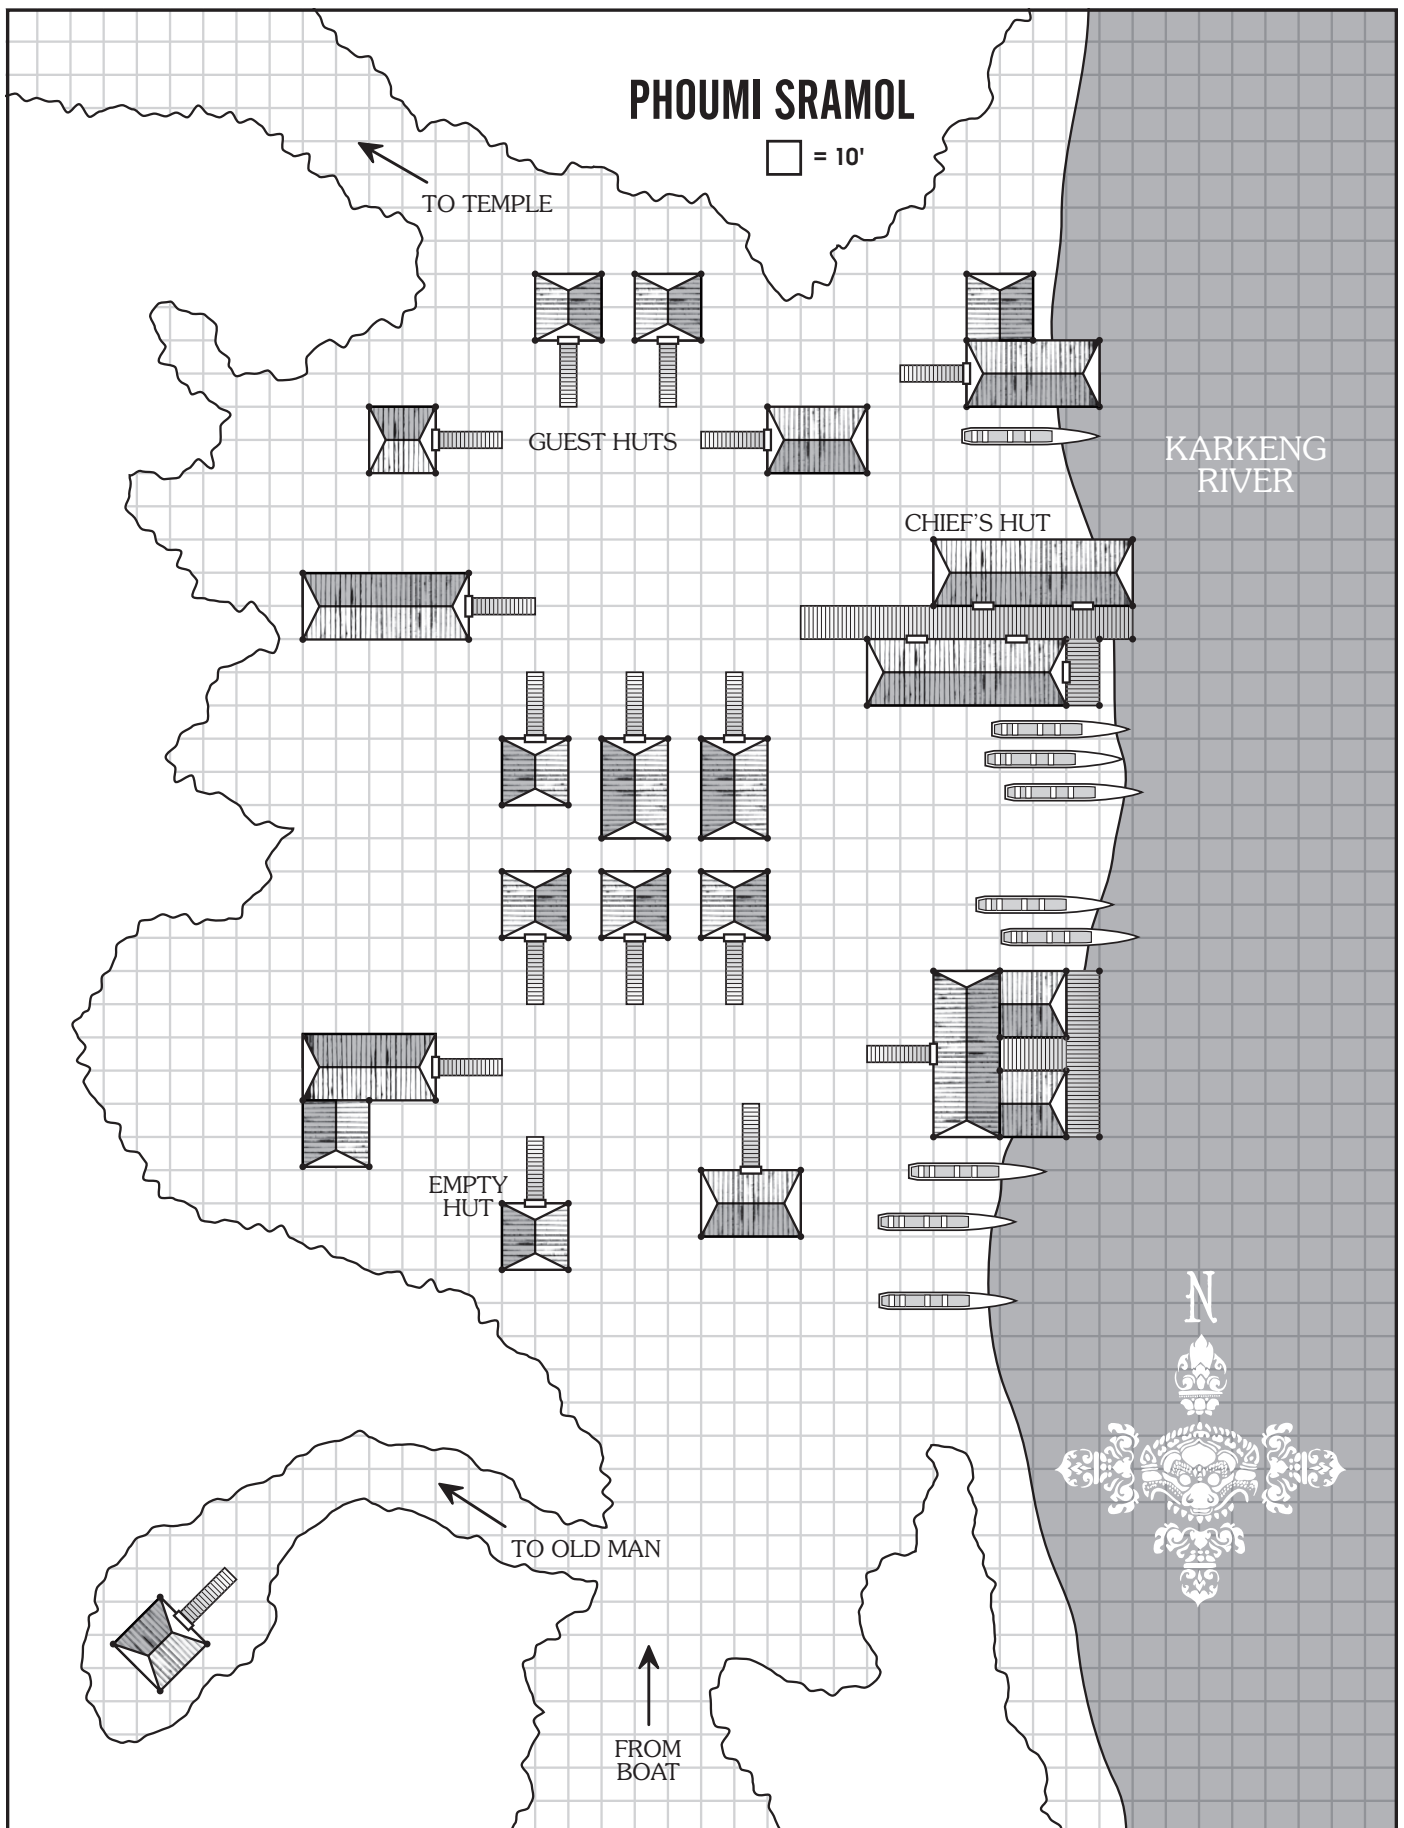 PHOUMI SRAMOL
= 10'
TO TEMPLE
GUEST HUTS
KARKENG
RIVER
CHIEF'S HUT
EMPTY
HUT
N
TO OLD MAN
FROM
BOAT